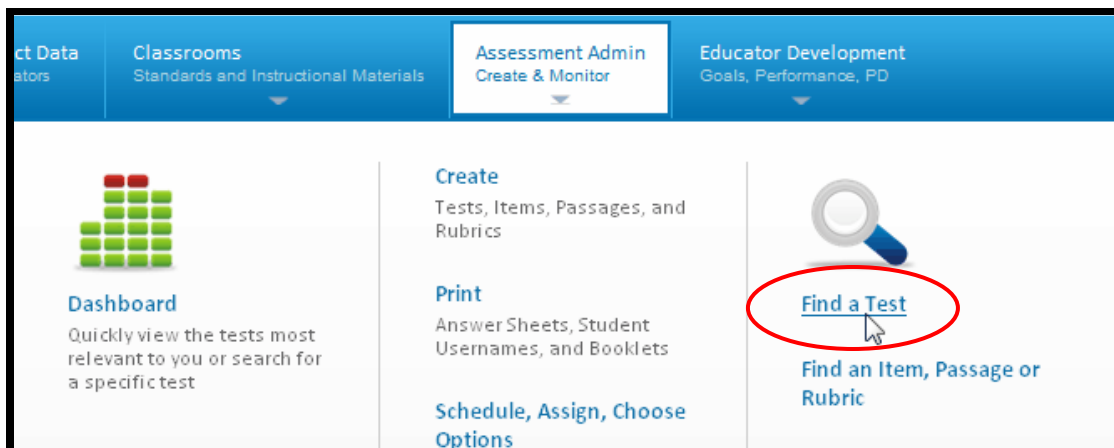 ct Data
ators
Classrooms
Standards and Instructional Materials
Assessment Admin
Create & Monitor
Educator Development
Goals, Performance, PD
Dashboard
Quickly view the tests most
relevant to you or search for
a specific test
Create
Tests, Items, Passages, and
Rubrics
Print
Answer Sheets, Student
Usernames, and Booklets
Schedule, Assign, Choose
Options
Find a Test
Find an Item, Passage or
Rubric